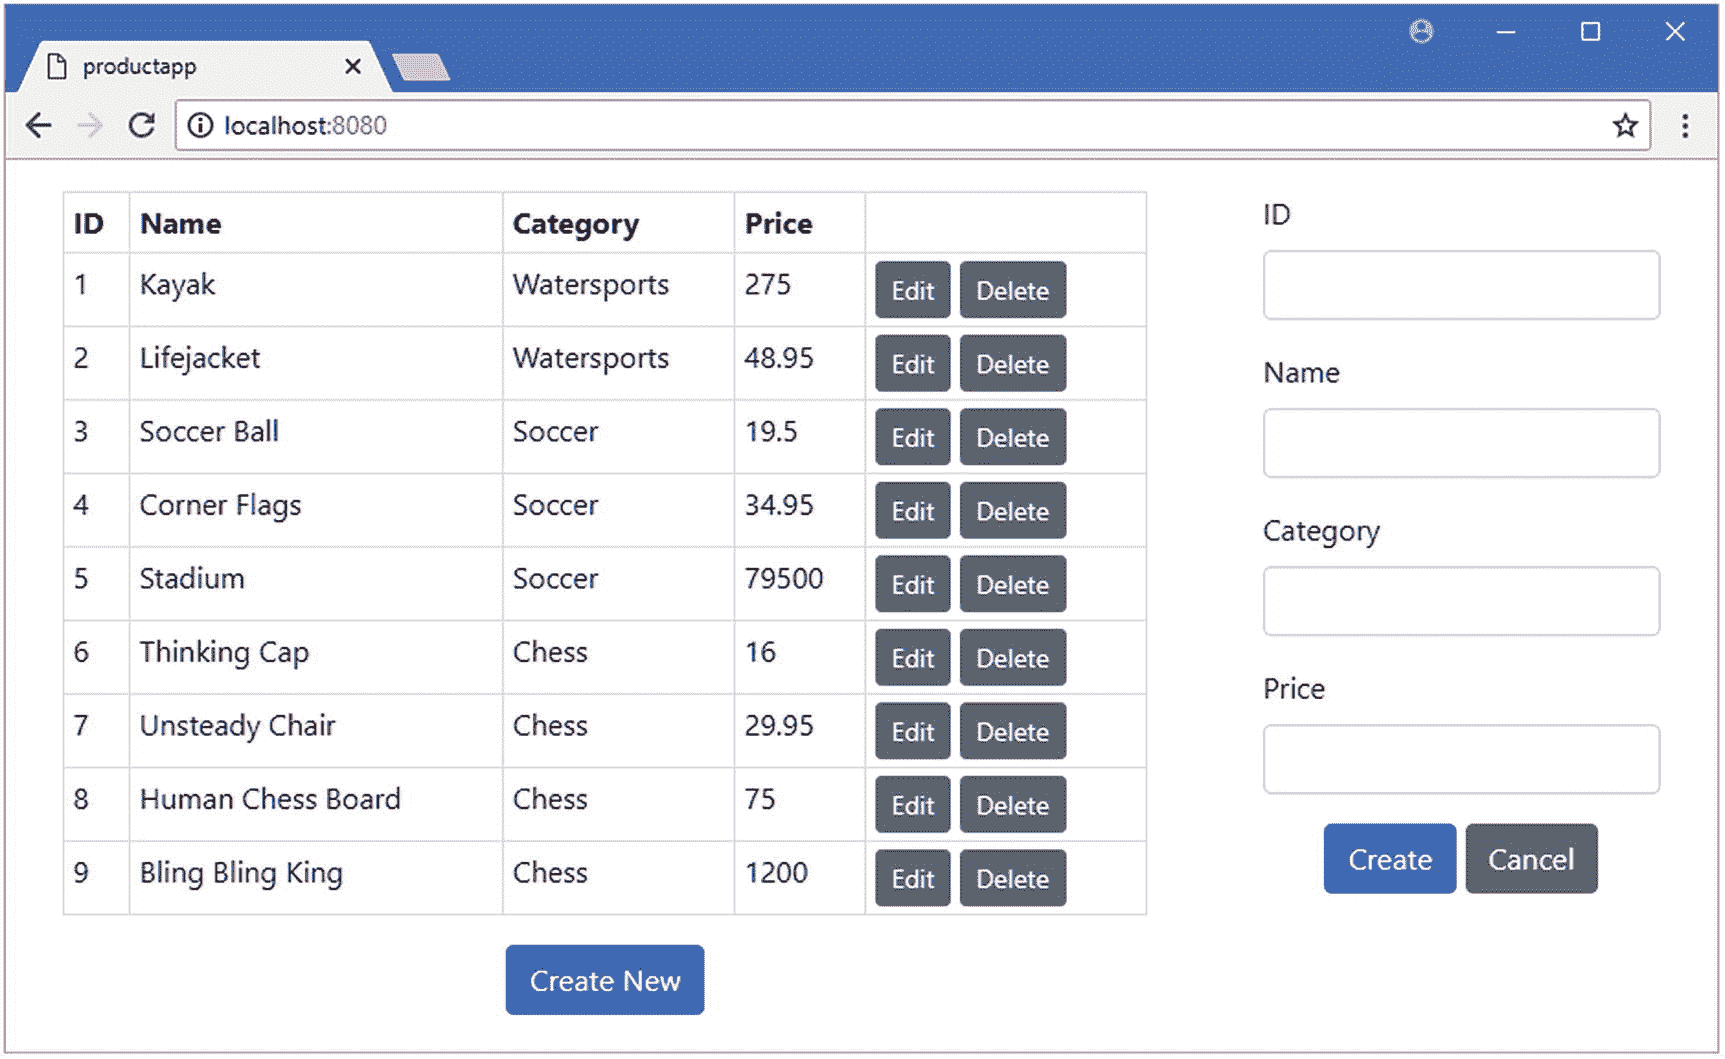 productapp
localhost:8080
ID Name Category Price
1 Kayak Watersports 275 Edit Delete
2 Lifejacket Watersports 48.95 Edit Delete
3 Soccer Ball Soccer 19.5 Edit Delete
4 Corner Flags Soccer 34.95 Edit Delete
5 Stadium Soccer 79500 Edit Delete
6 Thinking Cap Chess 16 Edit Delete
7 Unsteady Chair Chess 29.95 Edit Delete
8 Human Chess Board Chess 75 Edit Delete
9 Bling Bling King Chess 1200 Edit Delete
Create New
ID
Name
Category
Price
Create Cancel